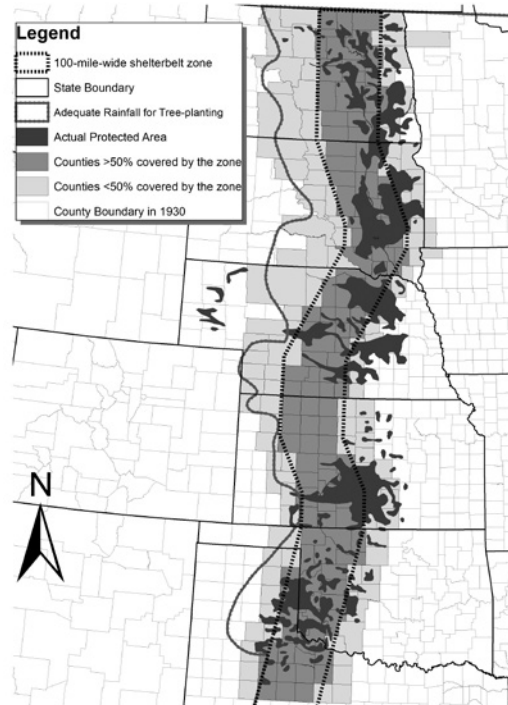 Legend
100-mile-wide shelterbelt zone
State Boundary
Adequate Rainfall for Tree-planting
Actual Protected Area
Counties >50% covered by the zone
Counties <50% covered by the zone
County Boundary in 1930
N